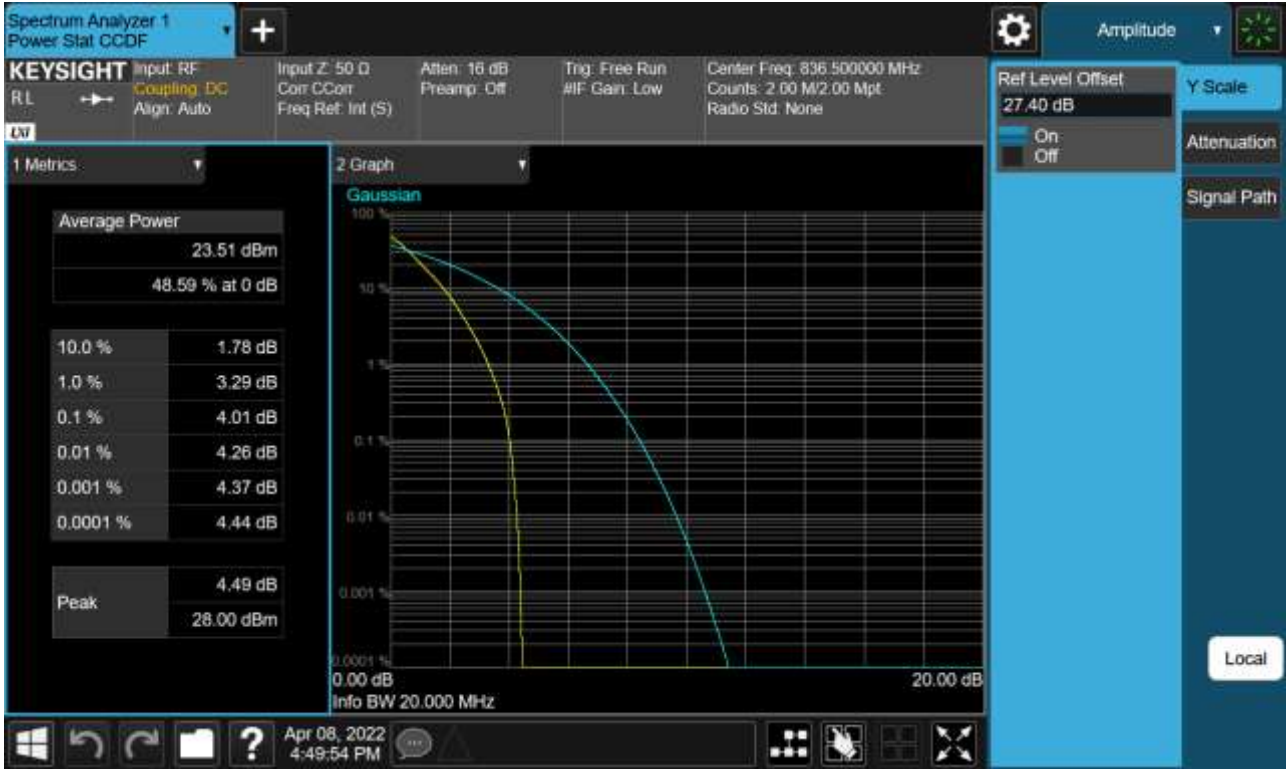 Spectrum Analyzer 1
Power Stat CCDF
+
Amplitude
KEYSIGHT
RL
LXI
Input: RF
Coupling: DC
Align: Auto
Input Z: 50 Ω
Corr CCorr
Freq Ref: Int (S)
Atten: 16 dB
Preamp: Off
Trig: Free Run
#IF Gain: Low
Center Freq: 836.500000 MHz
Counts: 2.00 M/2.00 Mpt
Radio Std: None
Ref Level Offset
27.40 dB
On
Off
Y Scale
Attenuation
Signal Path
Local
1 Metrics
Average Power
23.51 dBm
48.59 % at 0 dB
10.0 % 1.78 dB
1.0 % 3.29 dB
0.1 % 4.01 dB
0.01 % 4.26 dB
0.001 % 4.37 dB
0.0001 % 4.44 dB
Peak
4.49 dB
28.00 dBm
2 Graph
Gaussian
100 %
10 %
1 %
0.1 %
0.01 %
0.001 %
0.0001 %
0.00 dB 20.00 dB
Info BW 20.000 MHz
?
Apr 08, 2022
4:49:54 PM